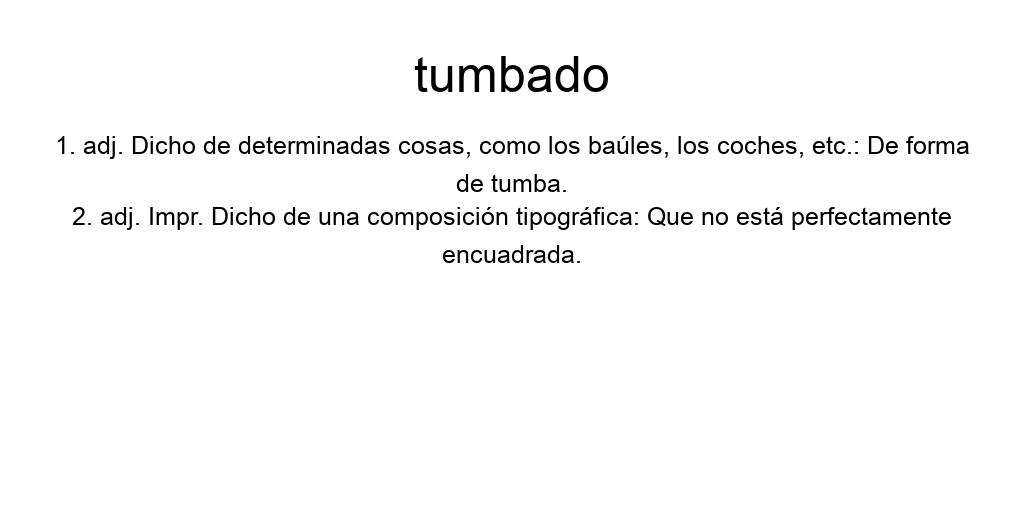 tumbado
1. adj. Dicho de determinadas cosas, como los baúles, los coches, etc.: De forma
de tumba.
2. adj. Impr. Dicho de una composición tipográfica: Que no está perfectamente
encuadrada.